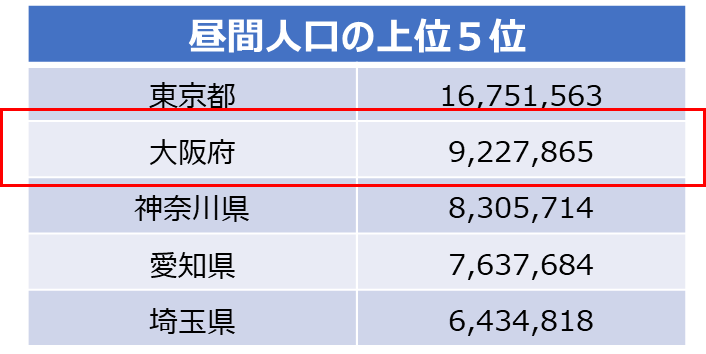 昼間人口の上位５位
東京都 16,751,563
大阪府 9,227,865
神奈川県 8,305,714
愛知県 7,637,684
埼玉県 6,434,818